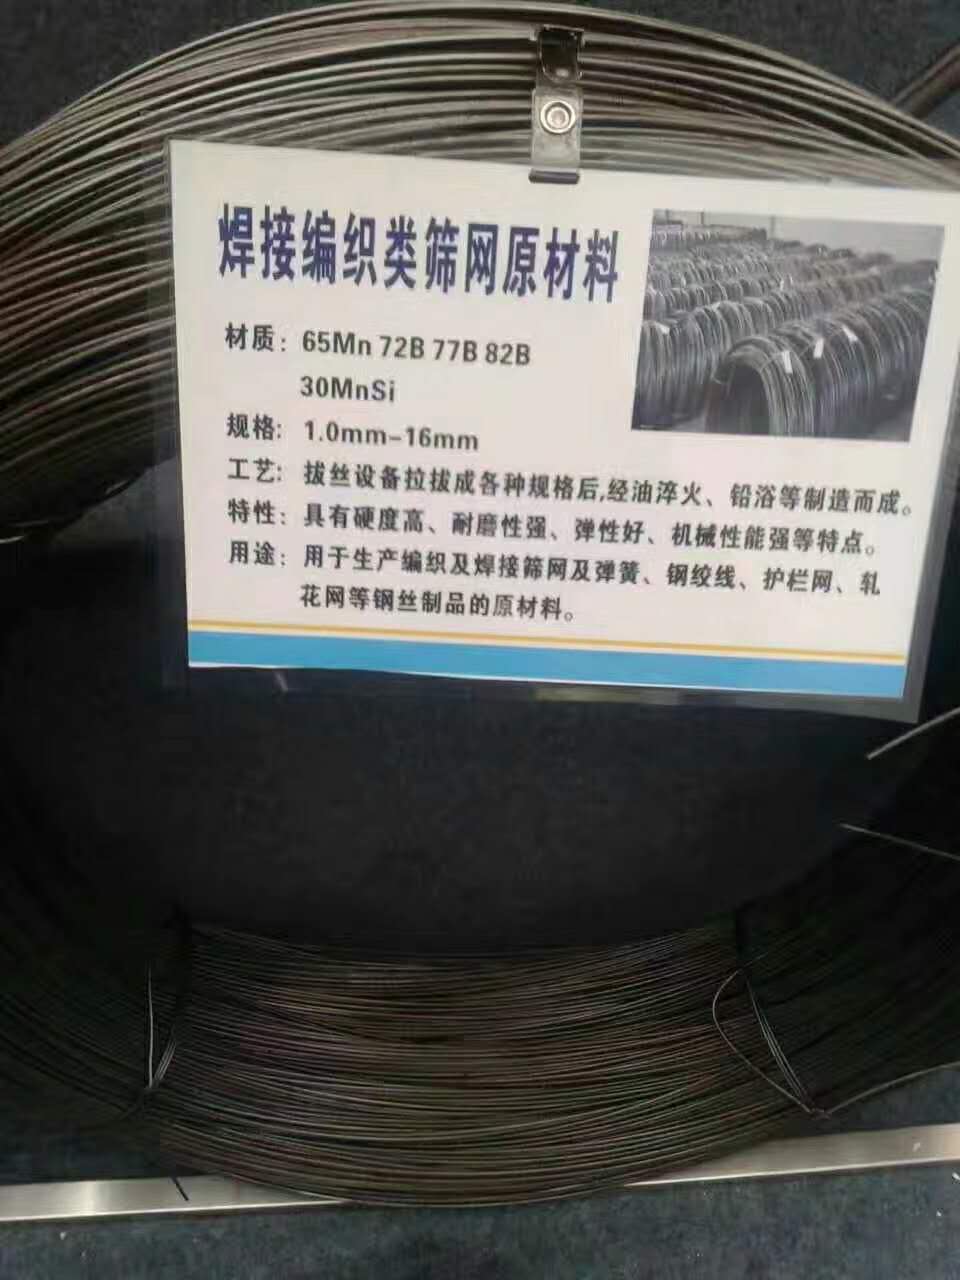 焊接编织类筛网原材料
材质：65Mn 72B 77B 82B
30MnSi
规格：1.0mm-16mm
工艺：拔丝设备拉拔成各种规格后,经油淬火、铅浴等制造而成。
特性：具有硬度高、耐磨性强、弹性好、机械性能强等特点。
用途：用于生产编织及焊接筛网及弹簧、钢绞线、护栏网、轧
花网等钢丝制品的原材料。